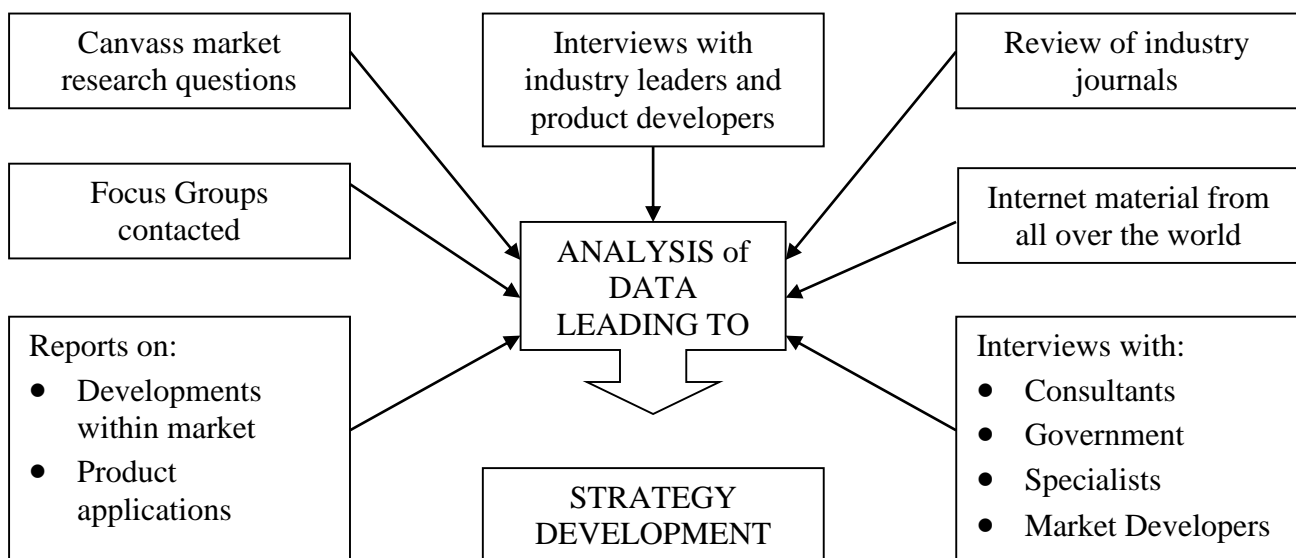 Canvass market
research questions
Interviews with
industry leaders and
product developers
Review of industry
journals
Focus Groups
contacted
Internet material from
all over the world
ANALYSIS of
DATA
LEADING TO
Reports on:
● Developments
within market
● Product
applications
Interviews with:
● Consultants
● Government
● Specialists
● Market Developers
STRATEGY
DEVELOPMENT